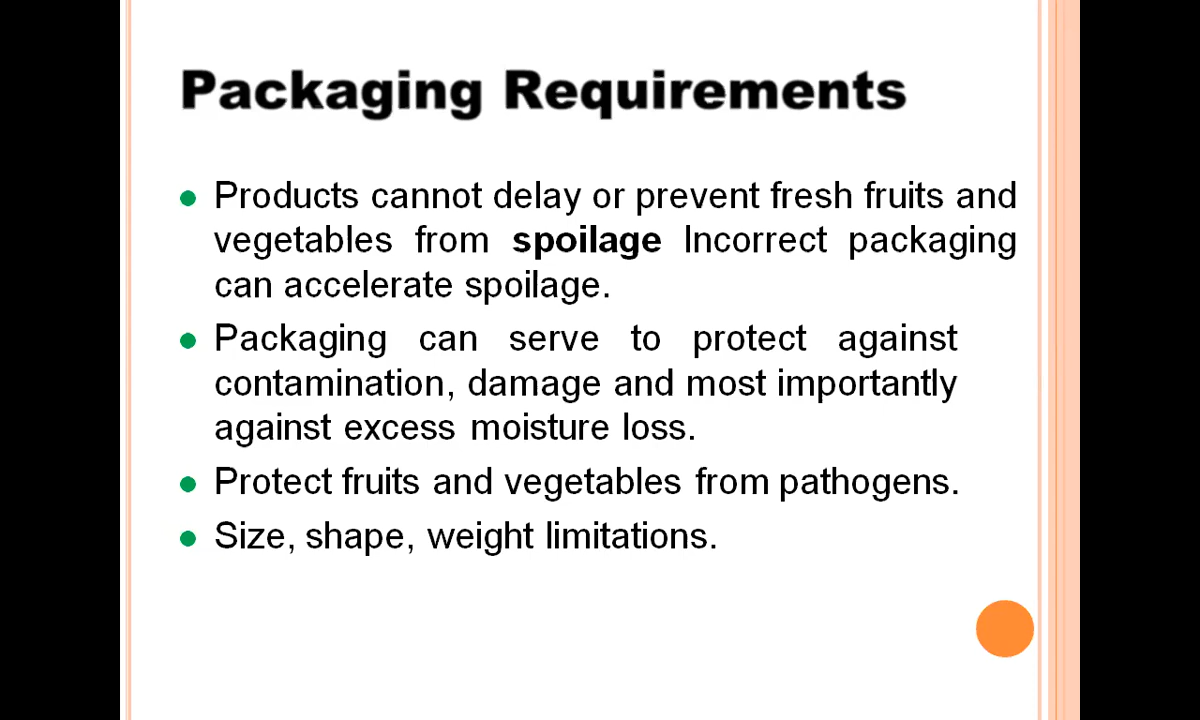 Packaging Requirements
Products cannot delay or prevent fresh fruits and
vegetables from spoilage Incorrect packaging
can accelerate spoilage.
Packaging can serve to protect against
contamination, damage and most importantly
against excess moisture loss.
Protect fruits and vegetables from pathogens.
Size, shape, weight limitations.